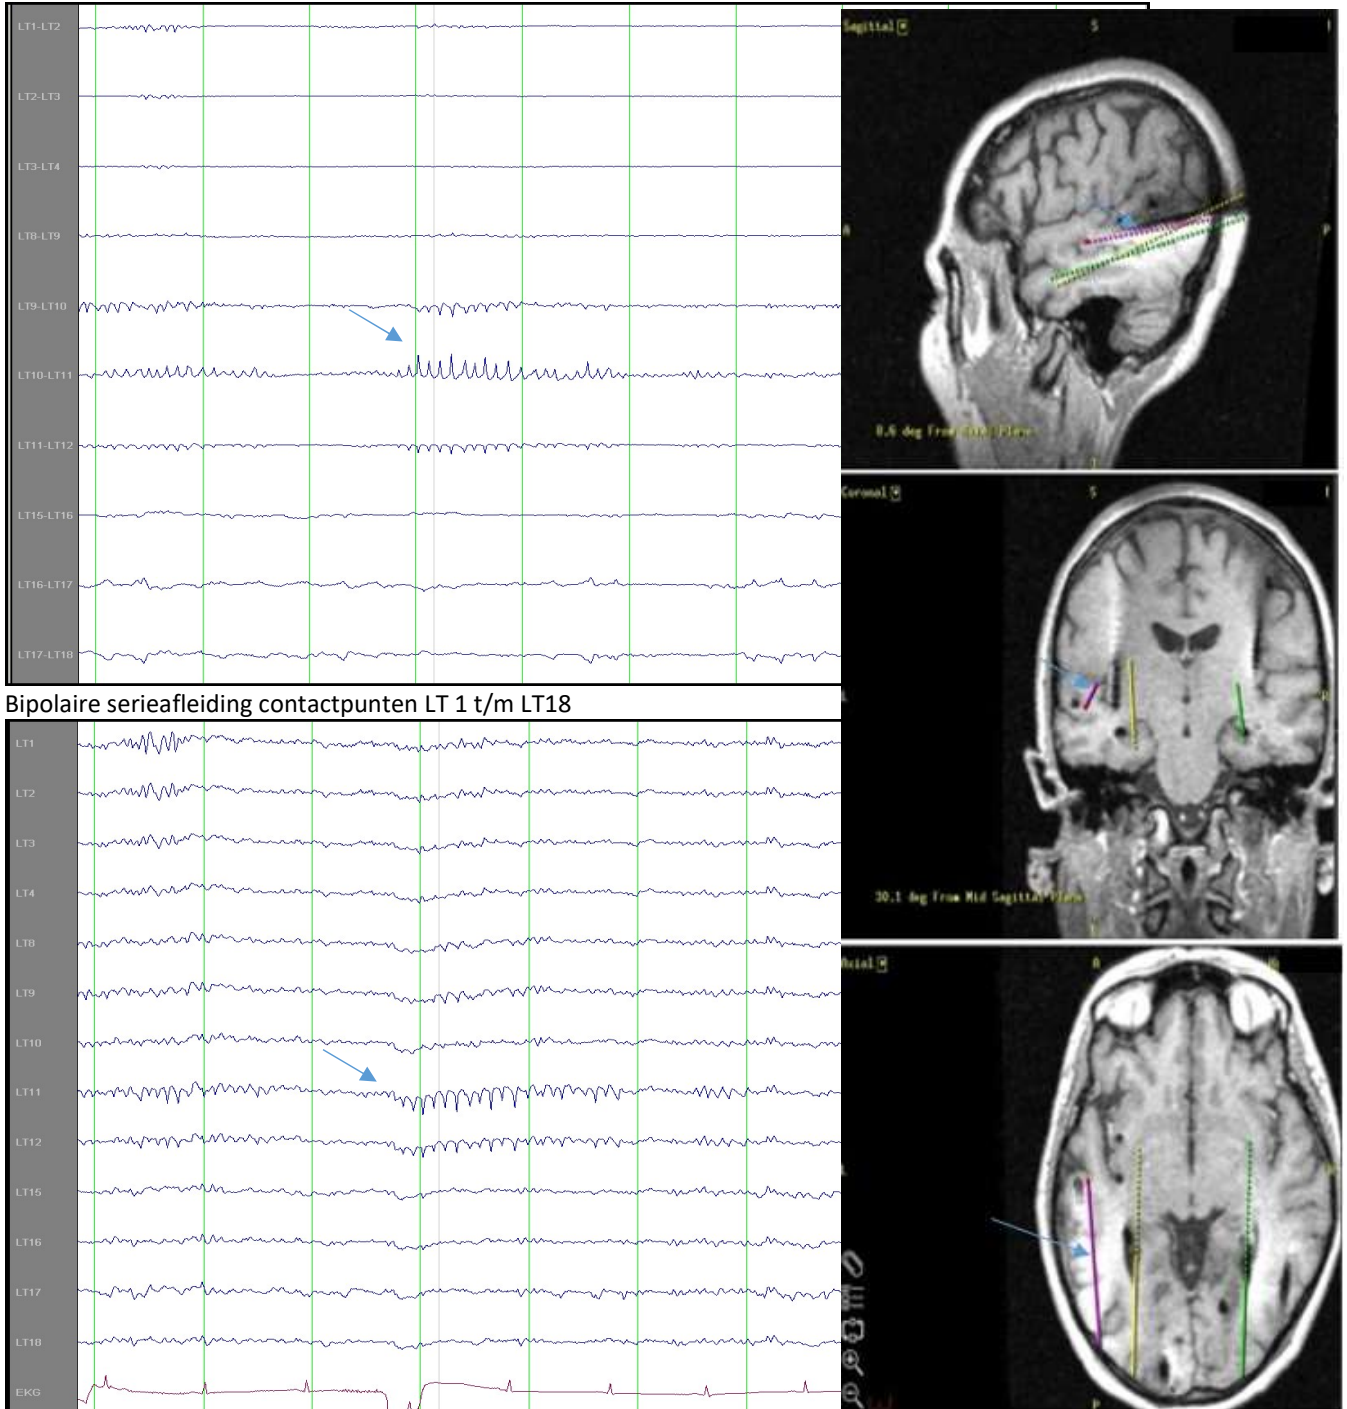 LT1-LT2
LT2-LT3
LT3-LT4
LT8-LT9
LT9-LT10
LT10-LT11
LT11-LT12
LT15-LT16
LT16-LT17
LT17-LT18
Bipolaire serieafleiding contactpunten LT 1 t/m LT18
LT1
LT2
LT3
LT4
LT8
LT9
LT10
LT11
LT12
LT15
LT16
LT17
LT18
EKG
Sagittal
S
A
P
I
Coronal
S
R
30.1 deg From Mid Sagittal Plane
Axial
A
P